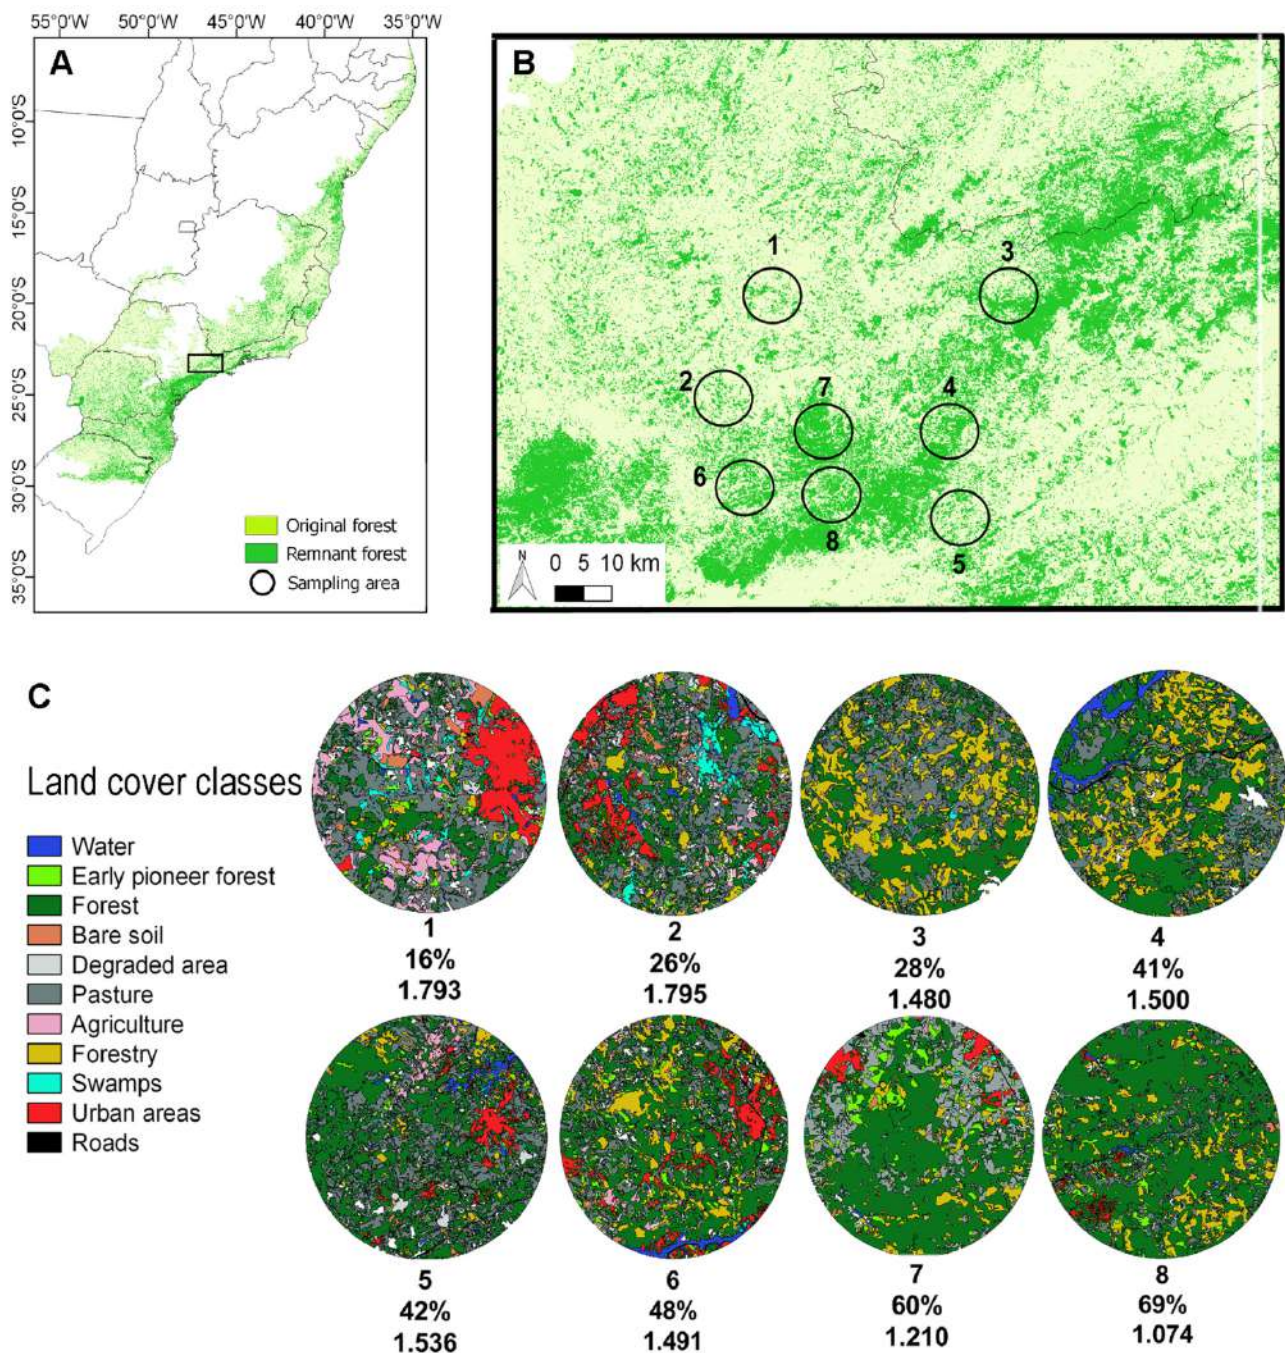 55°0'W 50°0'W 45°0'W 40°0'W 35°0'W
A
10°0'S
15°0'S
20°0'S
25°0'S
30°0'S
35°0'S
Original forest
Remnant forest
Sampling area
B
1
3
2
7
4
6
8
5
N
0 5 10 km
C
Land cover classes
Water
Early pioneer forest
Forest
Bare soil
Degraded area
Pasture
Agriculture
Forestry
Swamps
Urban areas
Roads
1
16%
1.793
2
26%
1.795
3
28%
1.480
4
41%
1.500
5
42%
1.536
6
48%
1.491
7
60%
1.210
8
69%
1.074